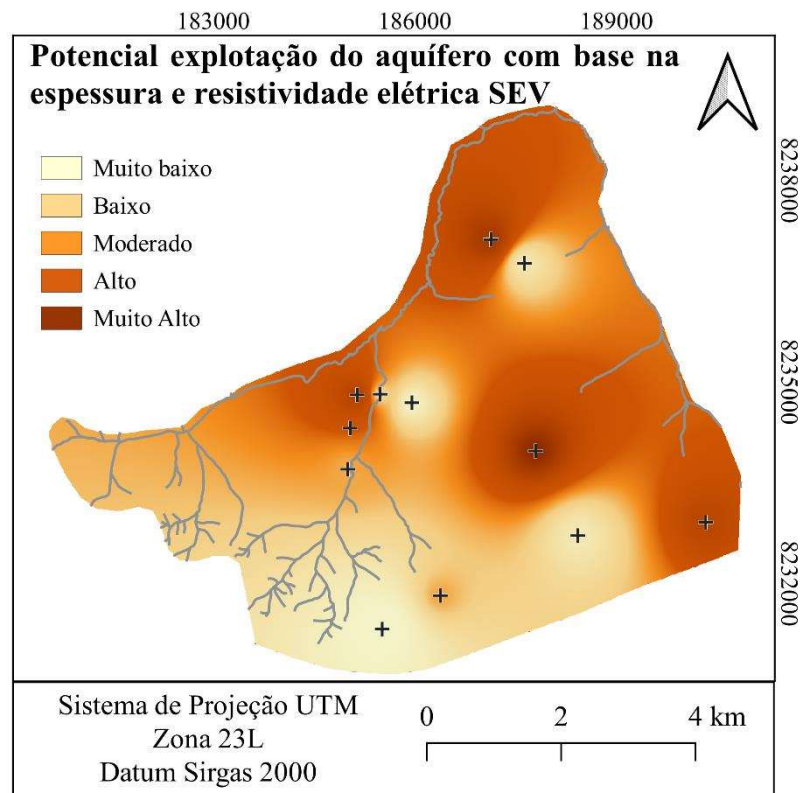 183000 186000 189000
Potencial explotação do aquífero com base na
espessura e resistividade elétrica SEV
Muito baixo
Baixo
Moderado
Alto
Muito Alto
8238000
8235000
8232000
Sistema de Projeção UTM
Zona 23L
Datum Sirgas 2000
0 2 4 km